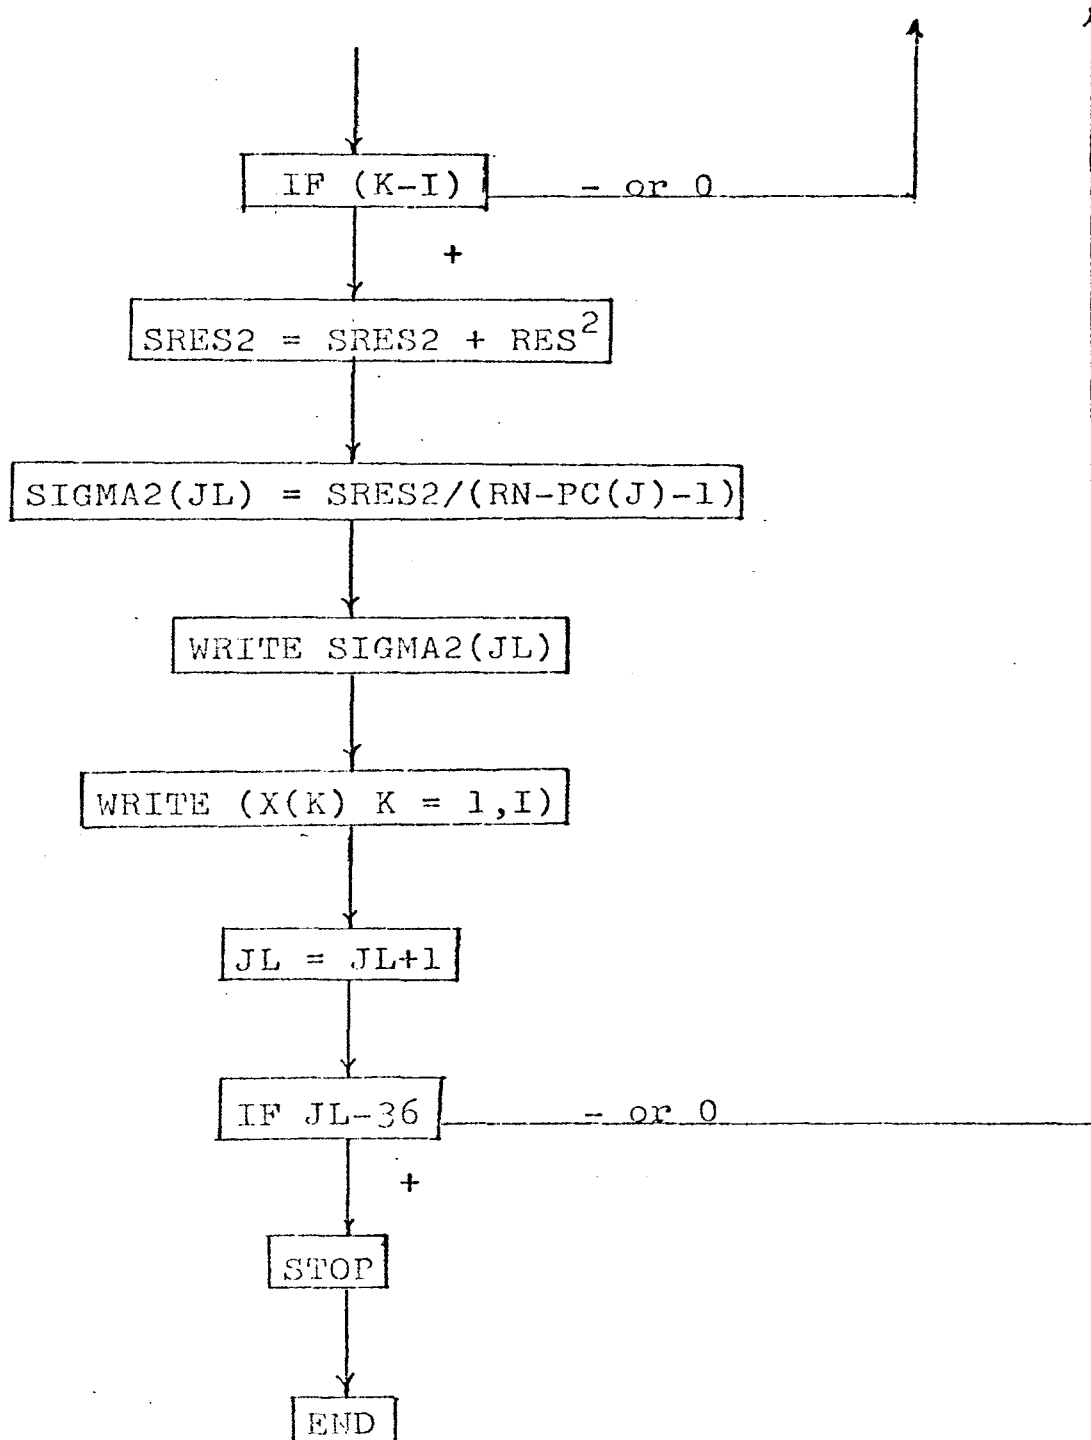 IF (K-I) - or 0
+
SRES2 = SRES2 + RES²
SIGMA2(JL) = SRES2/(RN-PC(J)-1)
WRITE SIGMA2(JL)
WRITE (X(K) K = 1,I)
JL = JL+1
IF JL-36 - or 0
+
STOP
END